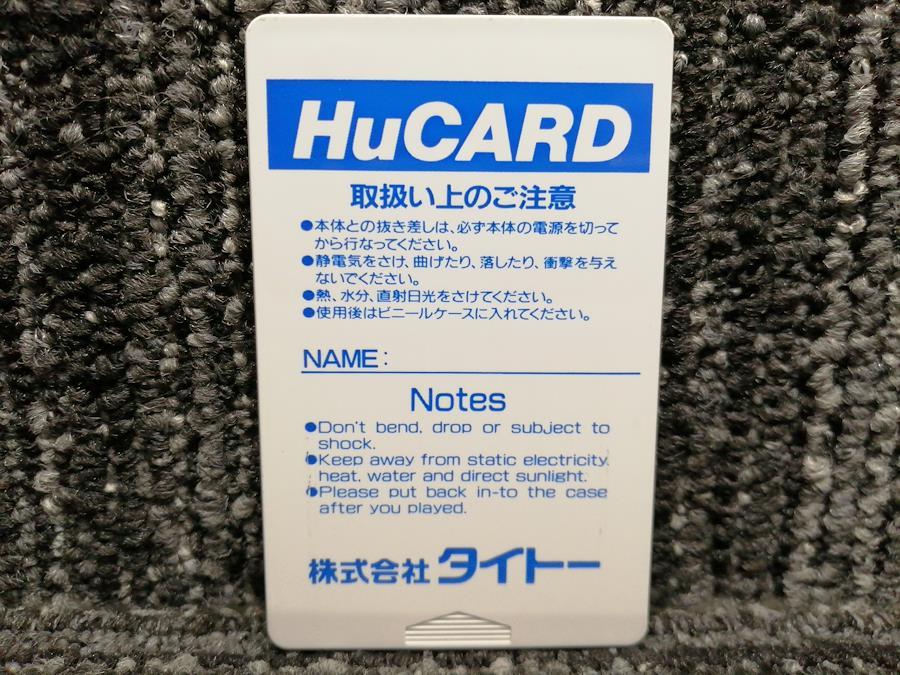 HuCARD
取扱い上のご注意
●本体との抜き差しは、必ず本体の電源を切って
から行なってください。
●静電気をさけ、曲げたり、落したり、衝撃を与え
ないでください。
●熱、水分、直射日光をさけてください。
●使用後はビニールケースに入れてください。
NAME:
Notes
●Don't bend, drop or subject to
shock.
●Keep away from static electricity.
heat, water and direct sunlight.
●Please put back in-to the case
after you played.
株式会社タイトー